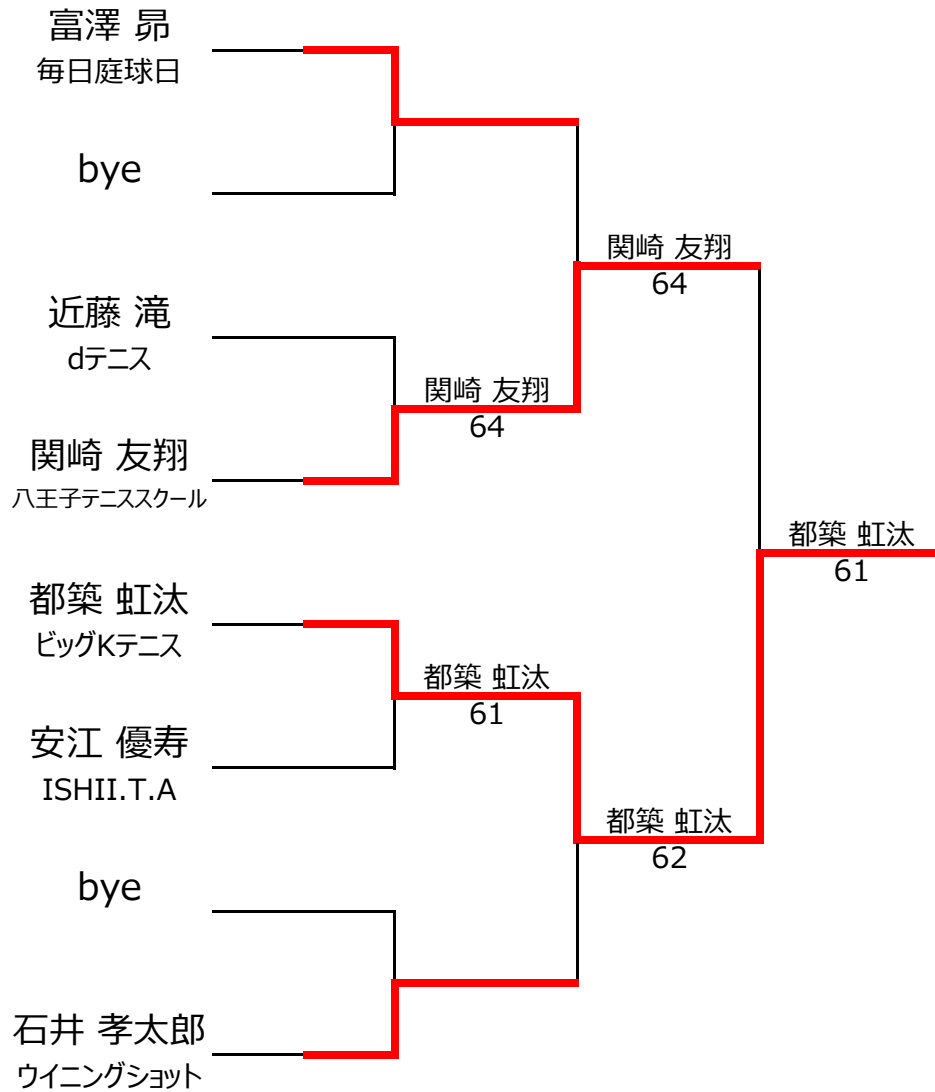 富澤 昴
毎日庭球日
bye
近藤 滝
dテニス
関崎 友翔
八王子テニススクール
都築 虹汰
ビッグKテニス
安江 優寿
ISHII.T.A
bye
石井 孝太郎
ウイニングショット
関崎 友翔
64
都築 虹汰
61
関崎 友翔
64
都築 虹汰
62
都築 虹汰
61